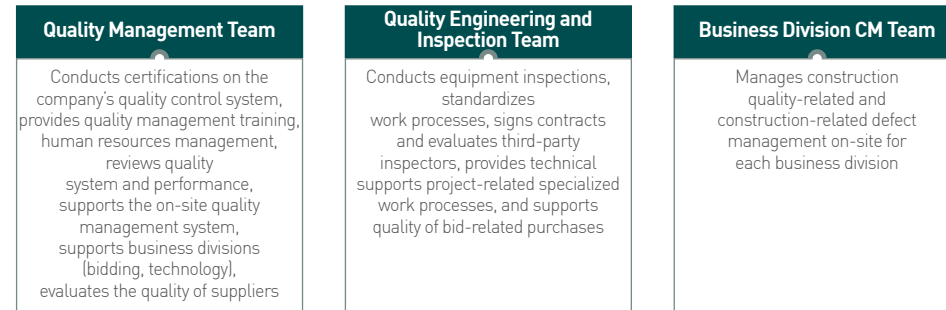 Quality Management Team
Conducts certifications on the
company's quality control system,
provides quality management training,
human resources management,
reviews quality
system and performance,
supports the on-site quality
management system,
supports business divisions
(bidding, technology),
evaluates the quality of suppliers
Quality Engineering and
Inspection Team
Conducts equipment inspections,
standardizes
work processes, signs contracts
and evaluates third-party
inspectors, provides technical
supports project-related specialized
work processes, and supports
quality of bid-related purchases
Business Division CM Team
Manages construction
quality-related and
construction-related defect
management on-site for
each business division